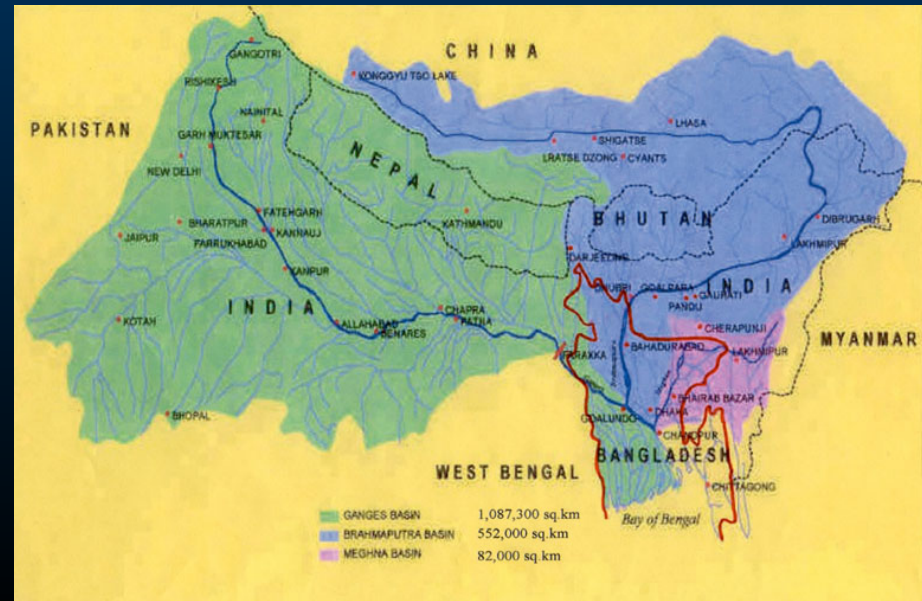 CHINA
GANGOTRI
KONGGYU TSO LAKE
RISHIKESH
NAINITAL
LHASA
PAKISTAN
GARH MUKTESAR
SHIGATSE
LRATSE DZONG
CYANTS
NEPAL
NEW DELHI
FATEHGARH
BHARATPUR
KATHMANDU
BHUTAN
DIBRUGARH
JAIPUR
FARRUKHABAD
KANNAUJ
LAKHMIPUR
DARJEELING
KANPUR
DHUBRI
GOALPARA
INDIA
GAURATI
PANDU
INDIA
CHAPRA
KOTAH
ALLAHABAD
PATNA
BENARES
CHERAPUNJI
MYANMAR
BAHADURABAD
LAKHMIPUR
FARAKKA
BHAIRAB BAZAR
BHOPAL
GOALUNDO
DHAKA
CHANDPUR
BANGLADESH
WEST BENGAL
CHITTAGONG
GANGES BASIN 1,087,300 sq.km
Bay of Bengal
BRAHMAPUTRA BASIN 552,000 sq.km
MEGHNA BASIN 82,000 sq.km